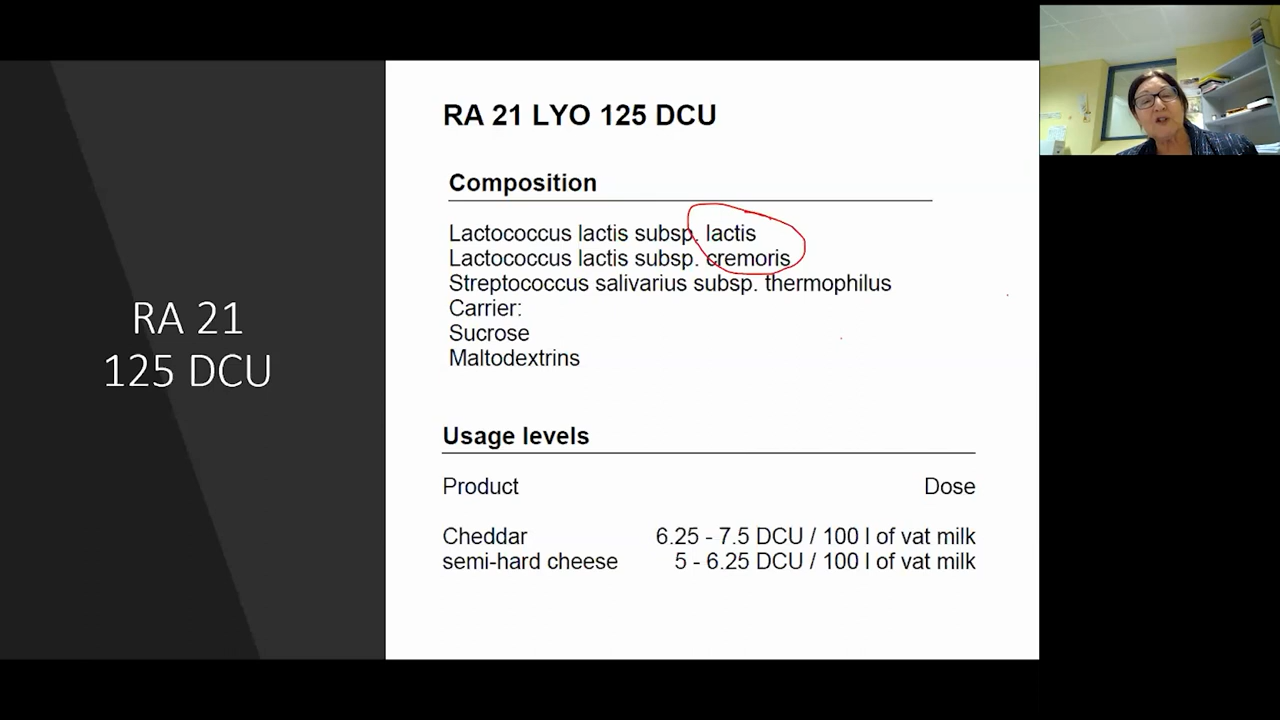 RA 21
125 DCU
RA 21 LYO 125 DCU
Composition
Lactococcus lactis subsp. lactis
Lactococcus lactis subsp. cremoris
Streptococcus salivarius subsp. thermophilus
Carrier:
Sucrose
Maltodextrins
Usage levels
Product Dose
Cheddar 6.25 - 7.5 DCU / 100 l of vat milk
semi-hard cheese 5 - 6.25 DCU / 100 l of vat milk